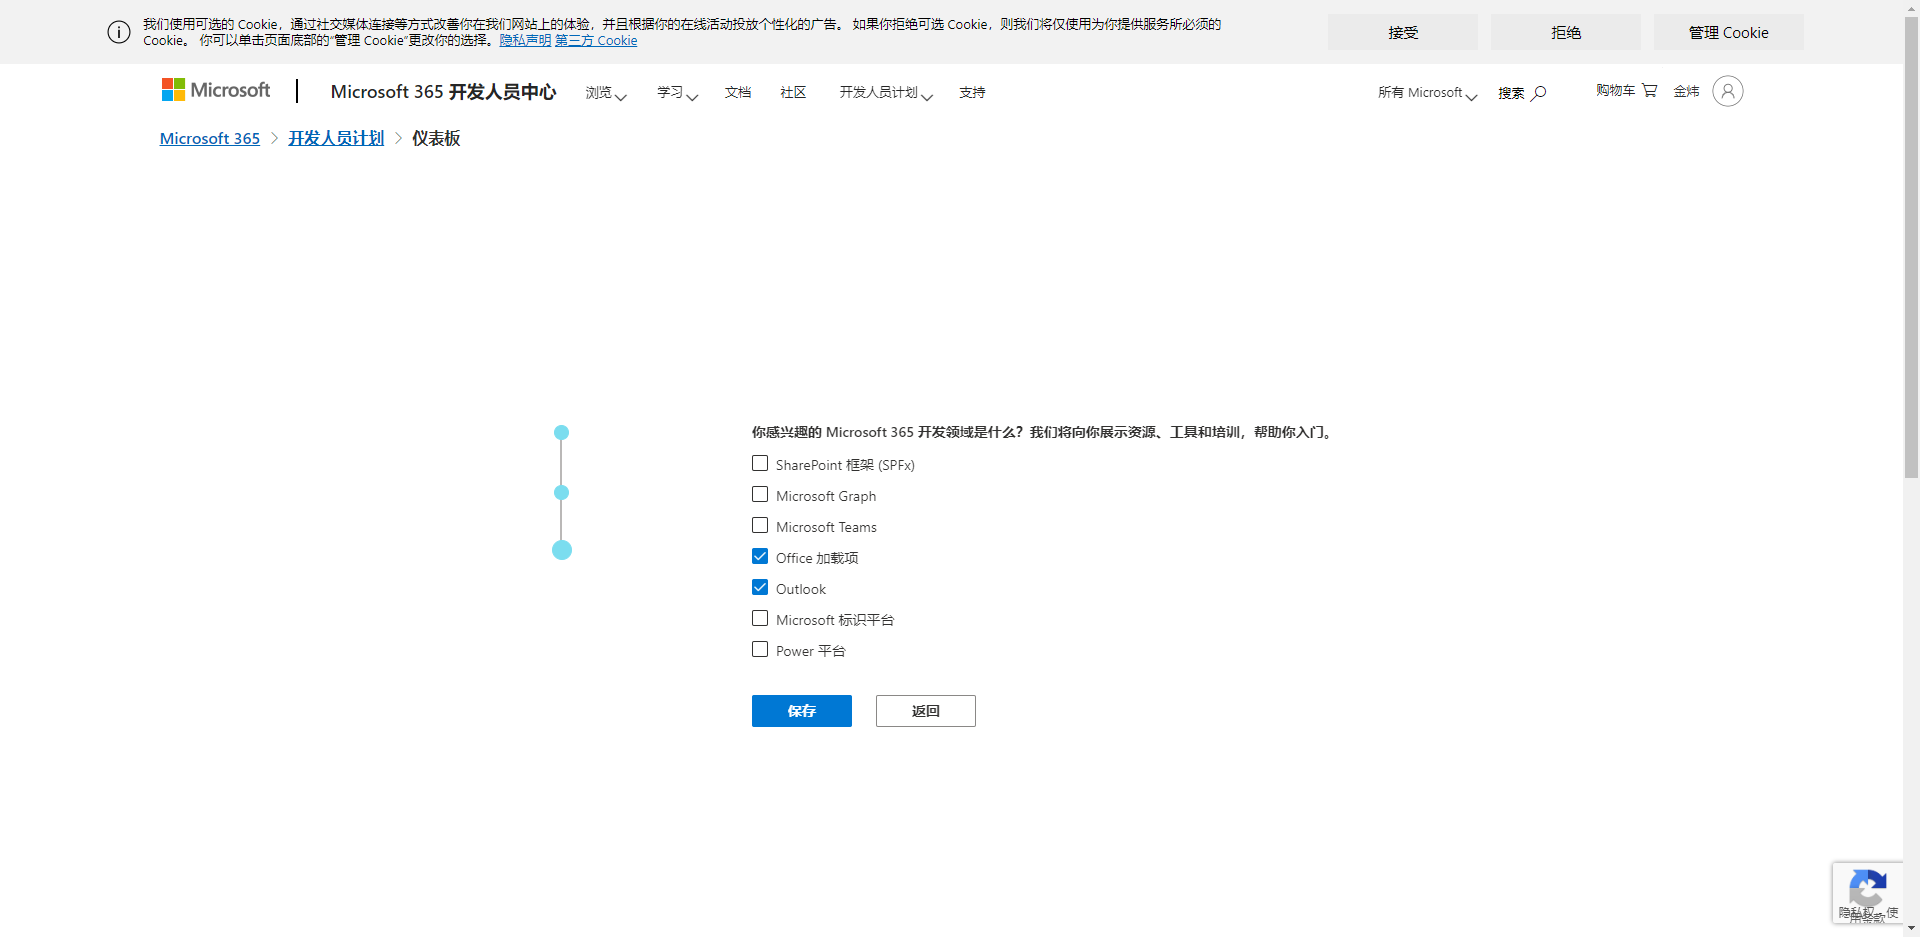 我们使用可选的 Cookie，通过社交媒体连接等方式改善你在我们网站上的体验，并且根据你的在线活动投放个性化的广告。 如果你拒绝可选 Cookie，则我们将仅使用为你提供服务所必须的
Cookie。 你可以单击页面底部的“管理 Cookie”更改你的选择。隐私声明 第三方 Cookie
接受
拒绝
管理 Cookie
Microsoft
Microsoft 365 开发人员中心
浏览
学习
文档
社区
开发人员计划
支持
所有 Microsoft
搜索
购物车
金炜
Microsoft 365 > 开发人员计划 > 仪表板
你感兴趣的 Microsoft 365 开发领域是什么？我们将向你展示资源、工具和培训，帮助你入门。
SharePoint 框架 (SPFx)
Microsoft Graph
Microsoft Teams
Office 加载项
Outlook
Microsoft 标识平台
Power 平台
保存
返回
隐私权 - 使
用条款